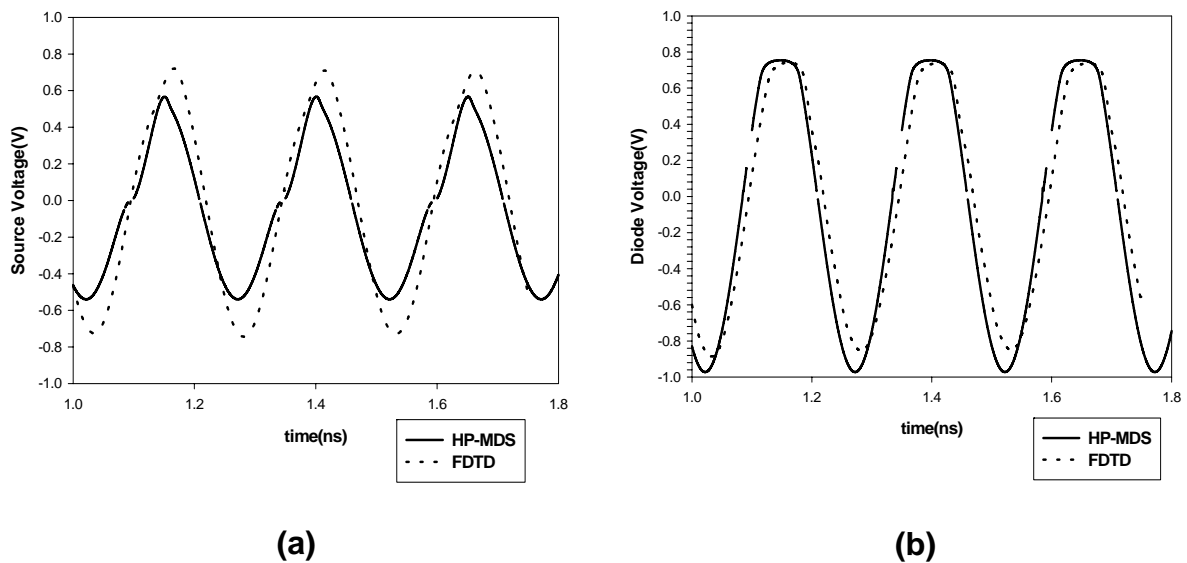 1.0
0.8
0.6
0.4
0.2
0.0
-0.2
-0.4
-0.6
-0.8
-1.0
Source Voltage(V)
1.0 1.2 1.4 1.6 1.8
time(ns)
HP-MDS
FDTD
(a)
1.0
0.8
0.6
0.4
0.2
0.0
-0.2
-0.4
-0.6
-0.8
-1.0
Diode Voltage(V)
1.0 1.2 1.4 1.6 1.8
time(ns)
HP-MDS
FDTD
(b)